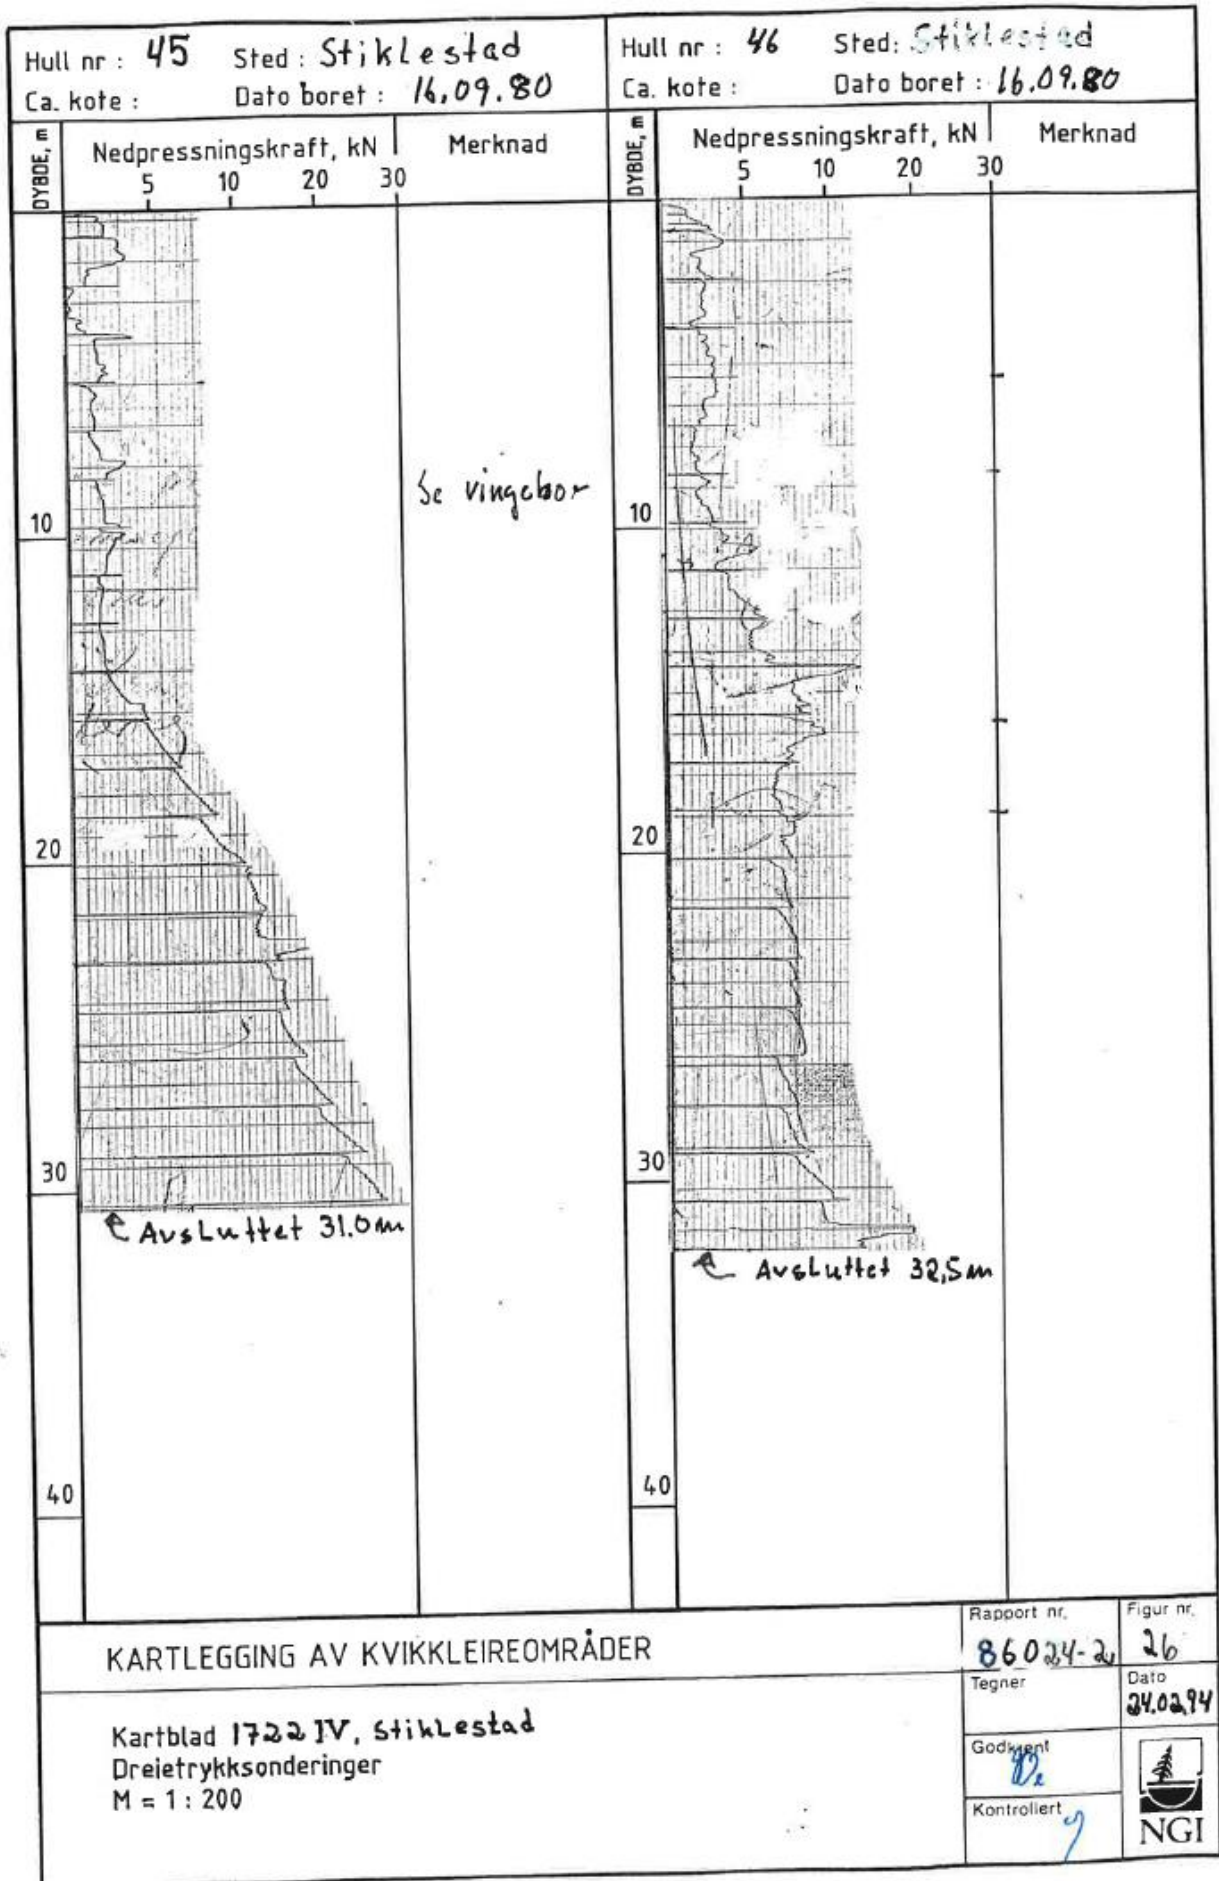 Hull nr : 45 Sted : Stiklestad
Ca. kote : Dato boret : 16.09.80
DYBDE, m
Nedpressningskraft, kN
Merknad
5 10 20 30
10
Se vingebor
20
30
Avsluttet 31.0 m
40
Hull nr : 46 Sted: Stiklestad
Ca. kote : Dato boret : 16.09.80
DYBDE, m
Nedpressningskraft, kN
Merknad
5 10 20 30
10
20
30
Avsluttet 32,5 m
40
KARTLEGGING AV KVIKKLEIREOMRÅDER
Kartblad 1722 IV, Stiklestad
Dreietrykksonderinger
M = 1 : 200
Rapport nr.
86024-2
Figur nr.
26
Tegner
Dato
24.02.94
Godkjent
Kontrollert
NGI